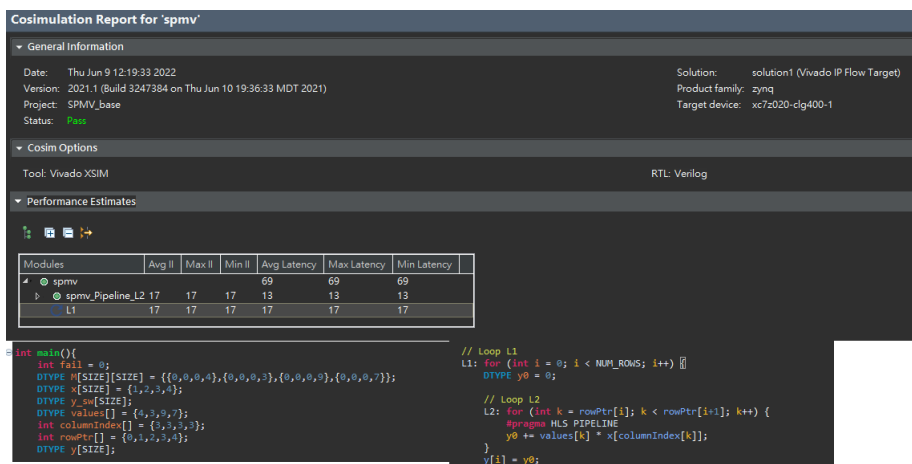 Cosimulation Report for 'spmv'
General Information
Date: Thu Jun 9 12:19:33 2022
Version: 2021.1 (Build 3247384 on Thu Jun 10 19:36:33 MDT 2021)
Project: SPMV_base
Status: Pass
Solution: solution1 (Vivado IP Flow Target)
Product family: zynq
Target device: xc7z020-clg400-1
Cosim Options
Tool: Vivado XSIM
RTL: Verilog
Performance Estimates
Modules Avg II Max II Min II Avg Latency Max Latency Min Latency
spmv 69 69 69
spmv_Pipeline_L2 17 17 17 13 13 13
L1 17 17 17 17 17 17
int main(){
int fail = 0;
DTYPE M[SIZE][SIZE] = {{0,0,0,4},{0,0,0,3},{0,0,0,9},{0,0,0,7}};
DTYPE x[SIZE] = {1,2,3,4};
DTYPE y_sw[SIZE];
DTYPE values[] = {4,3,9,7};
int columnIndex[] = {3,3,3,3};
int rowPtr[] = {0,1,2,3,4};
DTYPE y[SIZE];
// Loop L1
L1: for (int i = 0; i < NUM_ROWS; i++) {
DTYPE y0 = 0;
// Loop L2
L2: for (int k = rowPtr[i]; k < rowPtr[i+1]; k++) {
#pragma HLS PIPELINE
y0 += values[k] * x[columnIndex[k]];
}
y[i] = y0;